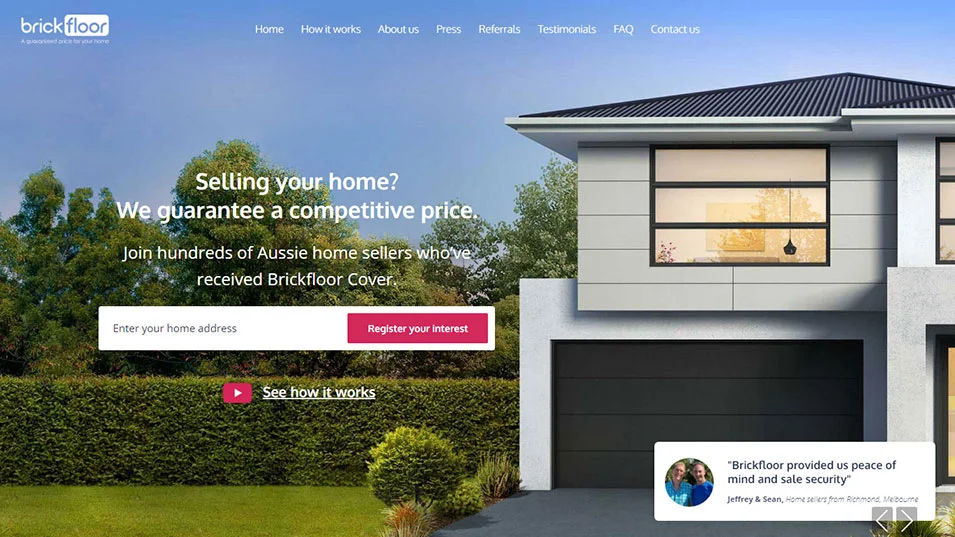 brickfloor
A guaranteed price for your home
Home How it works About us Press Referrals Testimonials FAQ Contact us
Selling your home?
We guarantee a competitive price.
Join hundreds of Aussie home sellers who've
received Brickfloor Cover.
Enter your home address
Register your interest
See how it works
"Brickfloor provided us peace of
mind and sale security"
Jeffrey & Sean, Home sellers from Richmond, Melbourne